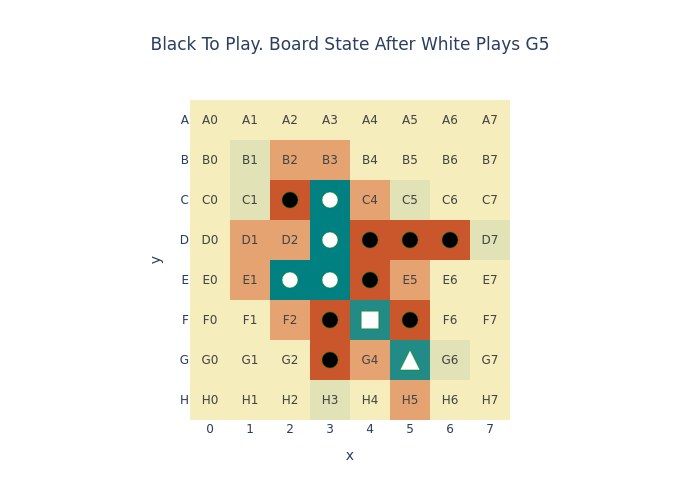 Black To Play. Board State After White Plays G5
A A0 A1 A2 A3 A4 A5 A6 A7
B B0 B1 B2 B3 B4 B5 B6 B7
C C0 C1 C4 C5 C6 C7
D D0 D1 D2 D7
y
E E0 E1 E5 E6 E7
F F0 F1 F2 F6 F7
G G0 G1 G2 G4 G6 G7
H H0 H1 H2 H3 H4 H5 H6 H7
0 1 2 3 4 5 6 7
x